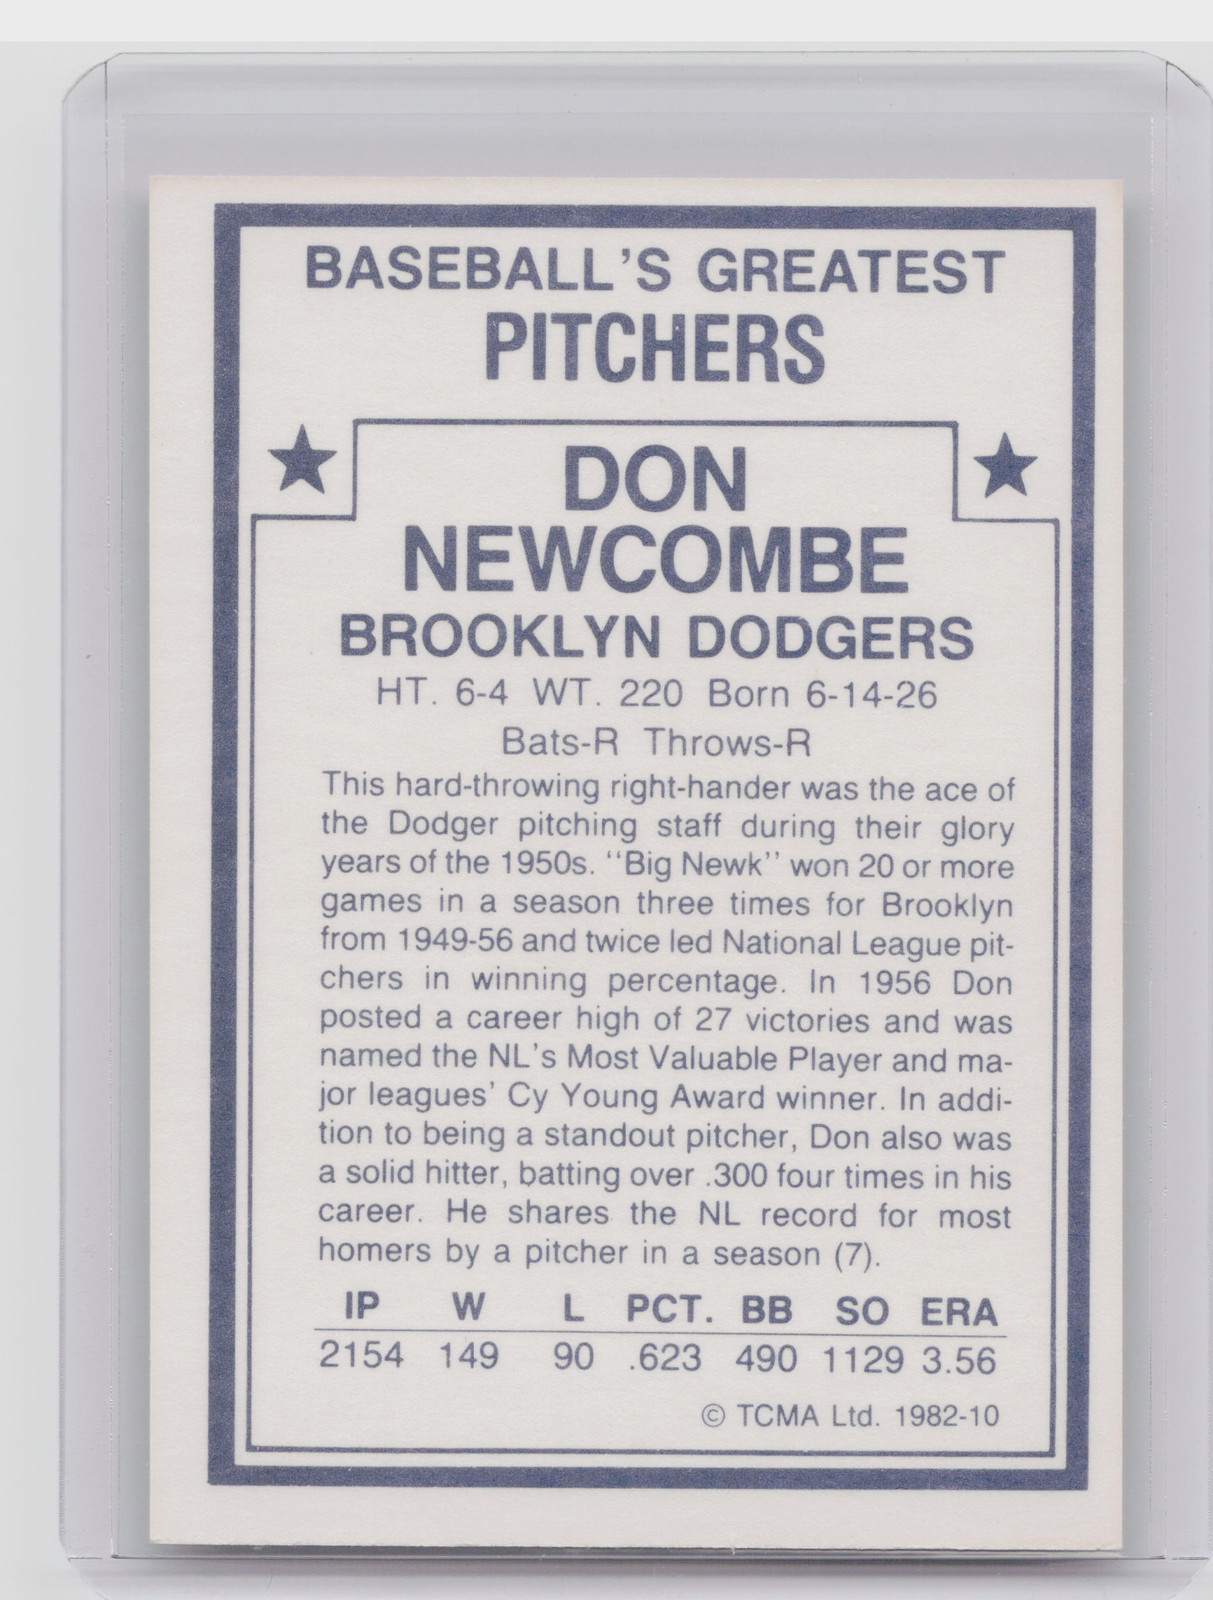 BASEBALL'S GREATEST
PITCHERS
DON
NEWCOMBE
BROOKLYN DODGERS
HT. 6-4 WT. 220 Born 6-14-26
Bats-R Throws-R
This hard-throwing right-hander was the ace of
the Dodger pitching staff during their glory
years of the 1950s. "Big Newk" won 20 or more
games in a season three times for Brooklyn
from 1949-56 and twice led National League pit-
chers in winning percentage. In 1956 Don
posted a career high of 27 victories and was
named the NL's Most Valuable Player and ma-
jor leagues' Cy Young Award winner. In addi-
tion to being a standout pitcher, Don also was
a solid hitter, batting over .300 four times in his
career. He shares the NL record for most
homers by a pitcher in a season (7).
IP W L PCT. BB SO ERA
2154 149 90 .623 490 1129 3.56
© TCMA Ltd. 1982-10